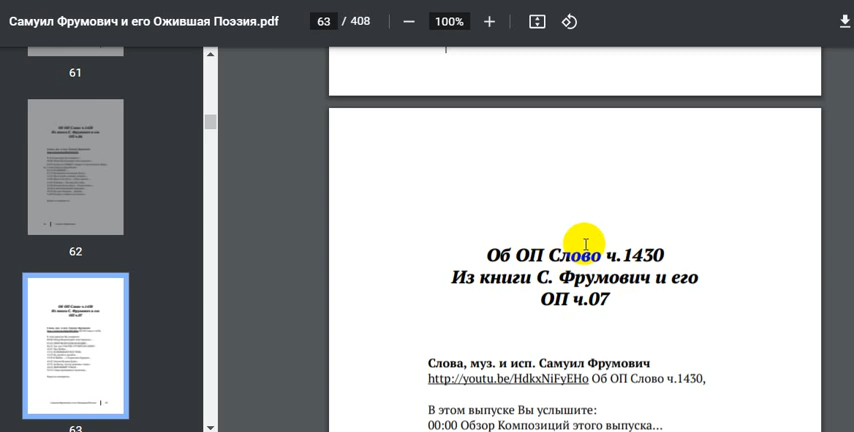 Самуил Фрумович и его Ожившая Поэзия.pdf
63 / 408
100%
61
62
63
Об ОП Слово ч.1430
Из книги С. Фрумович и его
ОП ч.07
Слова, муз. и исп. Самуил Фрумович
http://youtu.be/HdkxNiFyEHo Об ОП Слово ч.1430,
В этом выпуске Вы услышите:
00:00 Обзор Композиций этого выпуска...